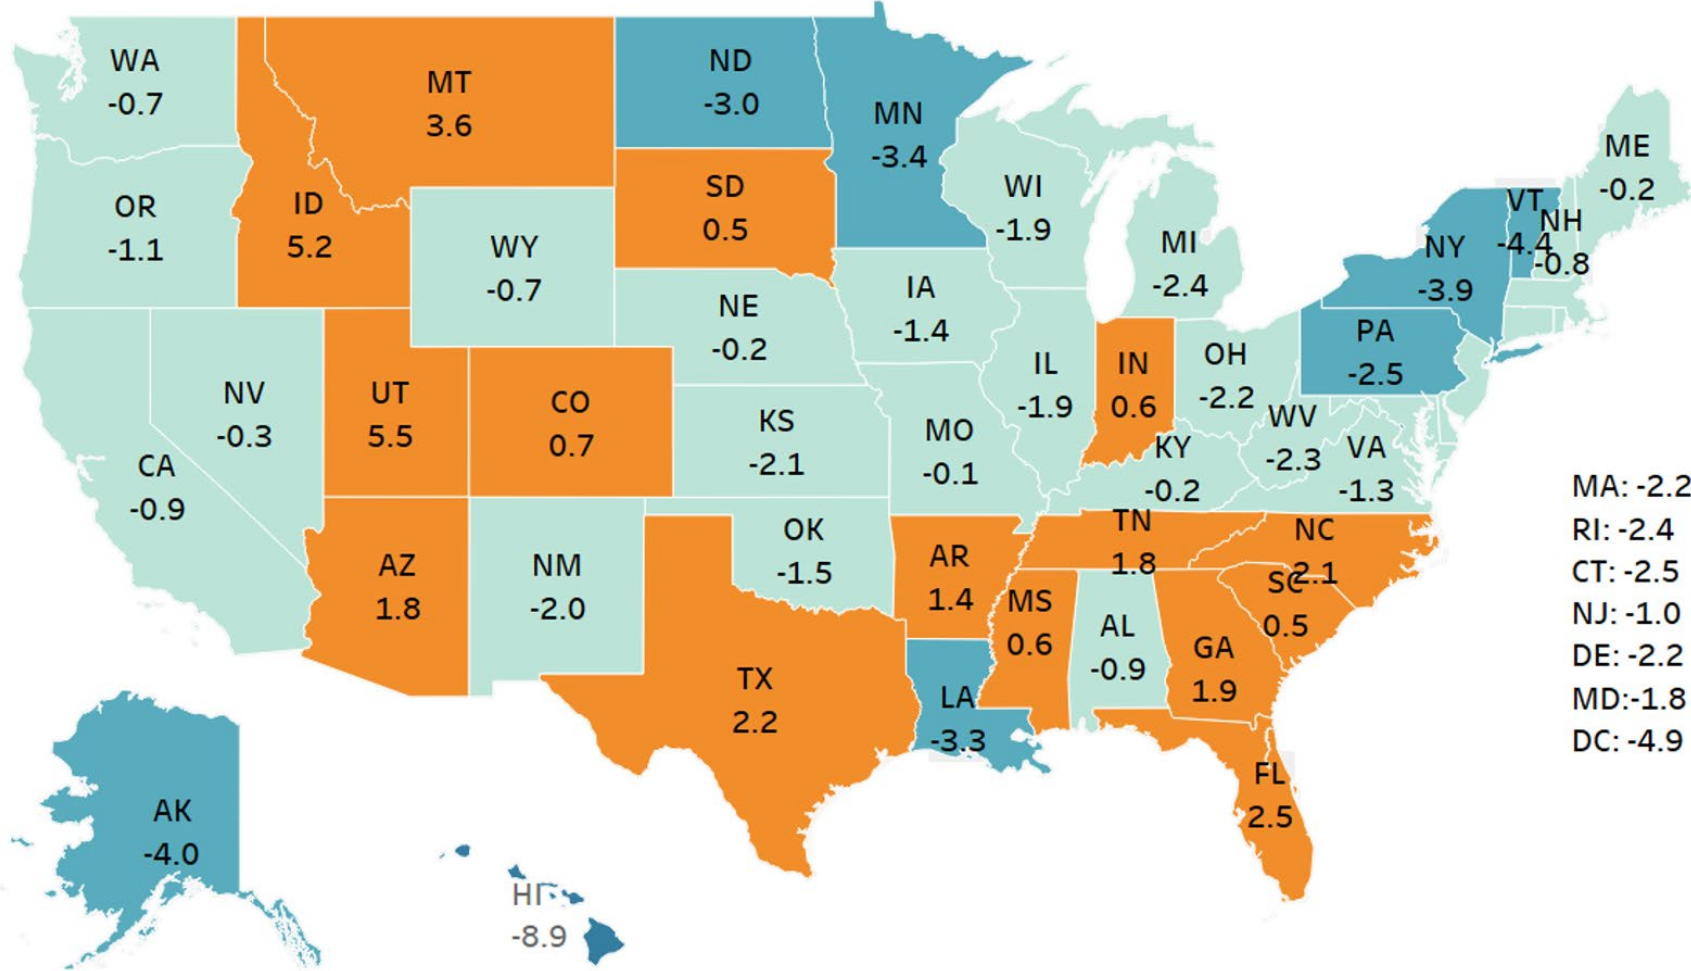 WA
-0.7
MT
3.6
ND
-3.0
MN
-3.4
OR
-1.1
ID
5.2
WY
-0.7
SD
0.5
WI
-1.9
MI
-2.4
ME
-0.2
VT
-4.4
NH
-0.8
NY
-3.9
NE
-0.2
IA
-1.4
PA
-2.5
NV
-0.3
UT
5.5
CO
0.7
KS
-2.1
MO
-0.1
IL
-1.9
IN
0.6
OH
-2.2
WV
-2.3
VA
-1.3
KY
-0.2
CA
-0.9
AZ
1.8
NM
-2.0
OK
-1.5
AR
1.4
TN
1.8
NC
2.1
SC
0.5
MS
0.6
AL
-0.9
GA
1.9
TX
2.2
LA
-3.3
FL
2.5
AK
-4.0
HI
-8.9
MA: -2.2
RI: -2.4
CT: -2.5
NJ: -1.0
DE: -2.2
MD:-1.8
DC: -4.9